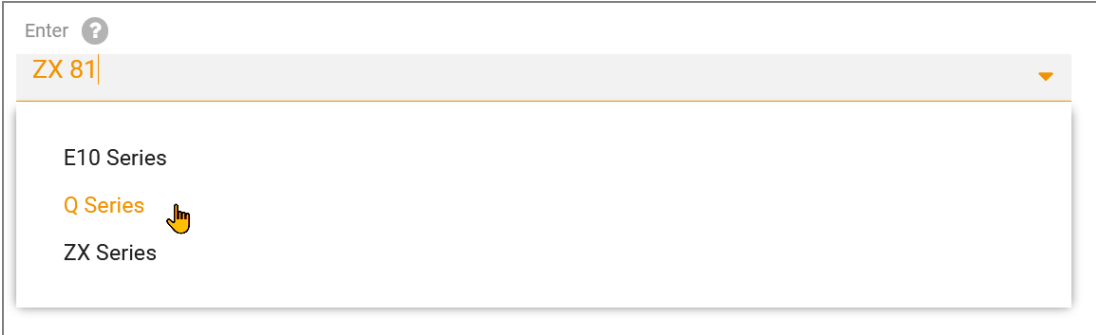 Enter ?
ZX 81
E10 Series
Q Series
ZX Series